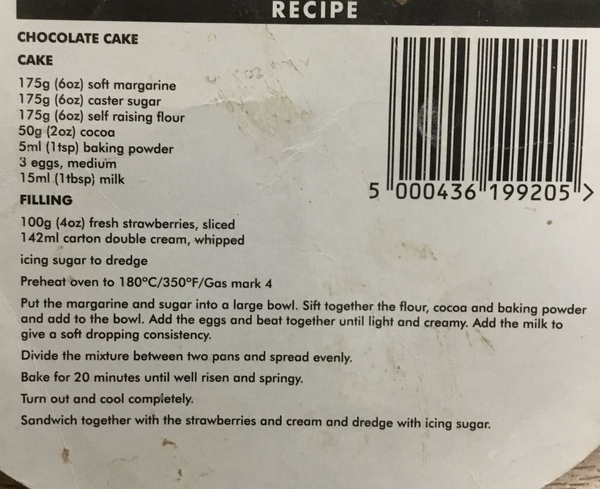 RECIPE
CHOCOLATE CAKE
CAKE
175g (6oz) soft margarine
175g (6oz) caster sugar
175g (6oz) self raising flour
50g (2oz) cocoa
5ml (1tsp) baking powder
3 eggs, medium
15ml (1tbsp) milk
5 000436 199205 >
FILLING
100g (4oz) fresh strawberries, sliced
142ml carton double cream, whipped
icing sugar to dredge
Preheat oven to 180ºC/350ºF/Gas mark 4
Put the margarine and sugar into a large bowl. Sift together the flour, cocoa and baking powder
and add to the bowl. Add the eggs and beat together until light and creamy. Add the milk to
give a soft dropping consistency.
Divide the mixture between two pans and spread evenly.
Bake for 20 minutes until well risen and springy.
Turn out and cool completely.
Sandwich together with the strawberries and cream and dredge with icing sugar.